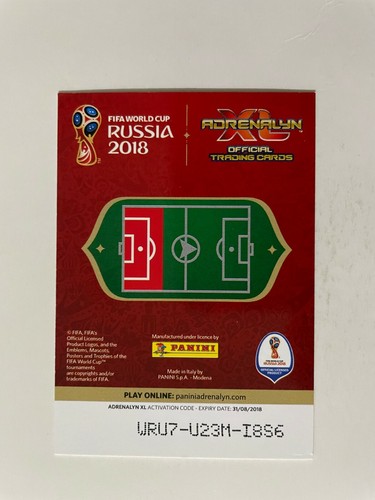 FIFA WORLD CUP
RUSSIA
2018
ADRENALYN
XL
OFFICIAL
TRADING CARDS
© FIFA, FIFA's
Official Licensed
Product Logos, and the
Emblems, Mascots,
Posters and Trophies of the
FIFA World Cup™
tournaments
are copyrights and/or
trademarks of FIFA.
Manufactured under licence by
PANINI
Made in Italy by
PANINI S.p.A. - Modena
OFFICIAL LICENSED
PRODUCT
PLAY ONLINE: paniniadrenalyn.com
ADRENALYN XL ACTIVATION CODE - EXPIRY DATE: 31/08/2018
WRU7-U23M-I8S6